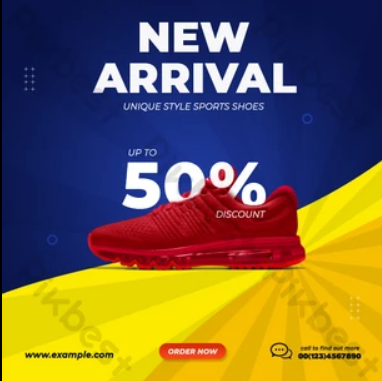 NEW
ARRIVAL
UNIQUE STYLE SPORTS SHOES
UP TO
50%
DISCOUNT
call to find out more
www.example.com
ORDER NOW
00(123)4567890
pikbest